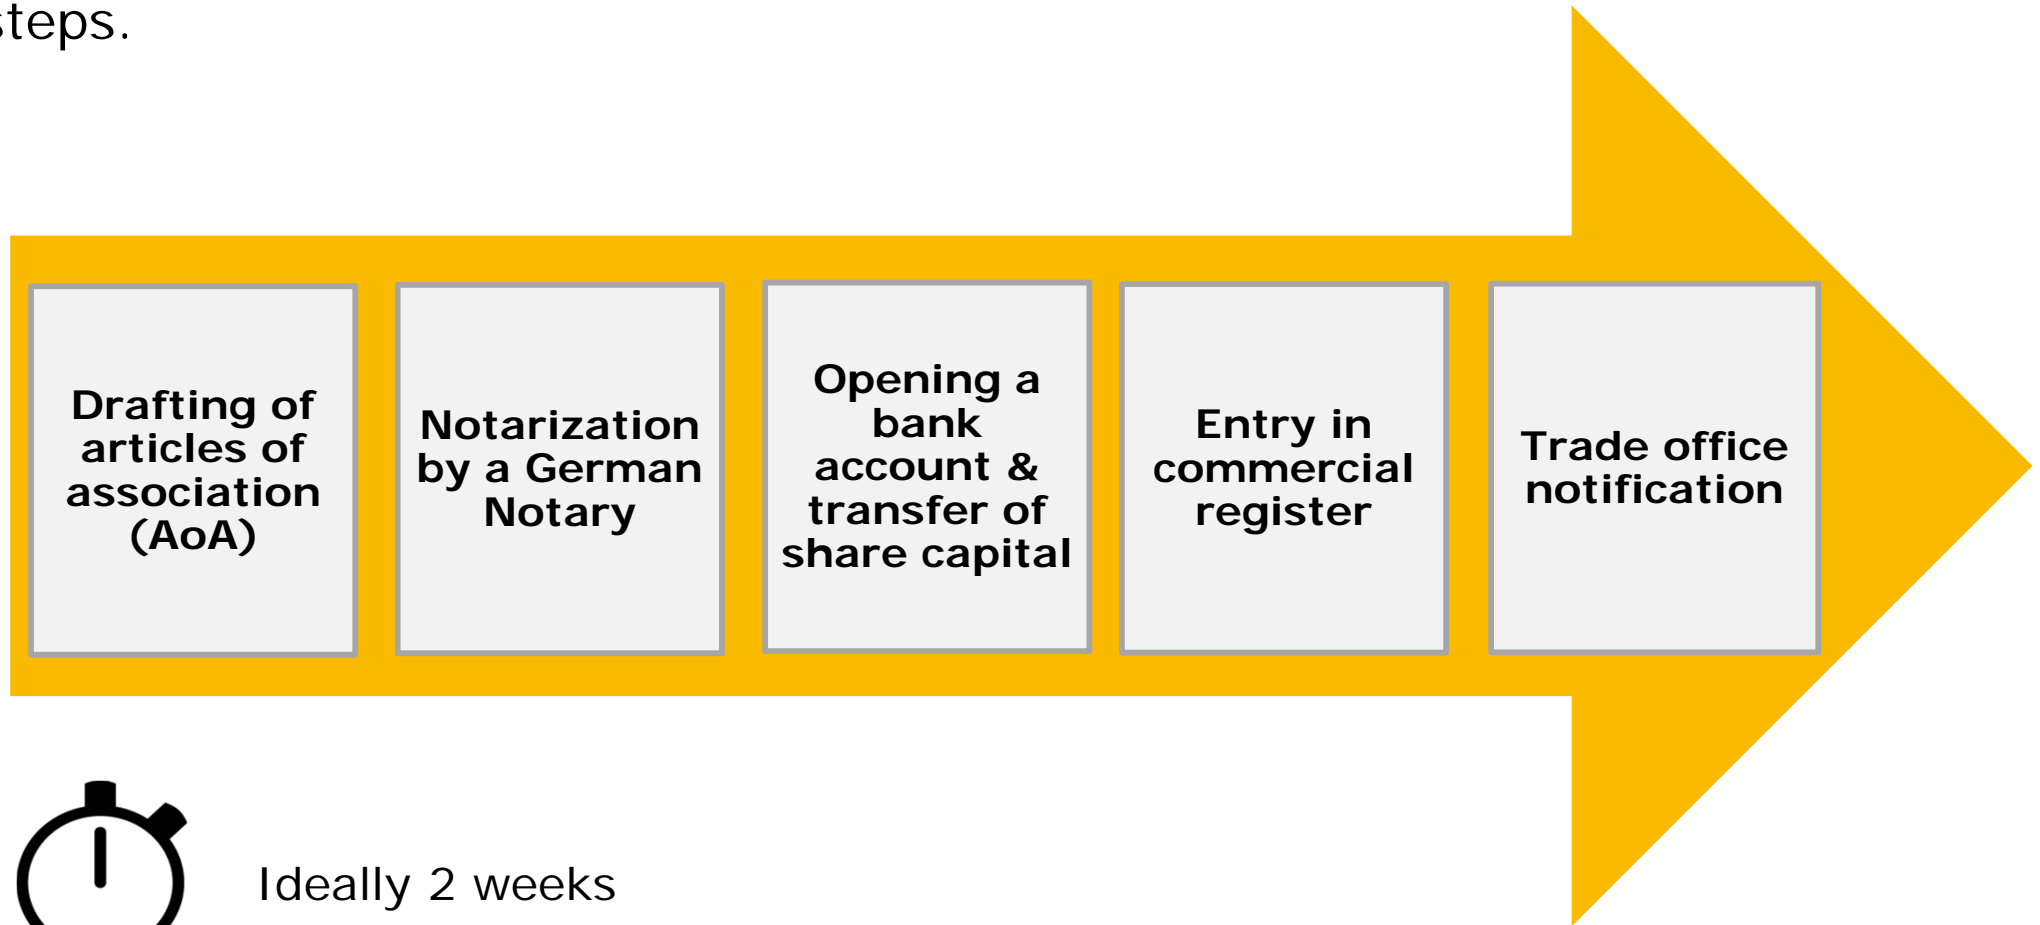 steps.
Drafting of
articles of
association
(AoA)
Notarization
by a German
Notary
Opening a
bank
account &
transfer of
share capital
Entry in
commercial
register
Trade office
notification
Ideally 2 weeks